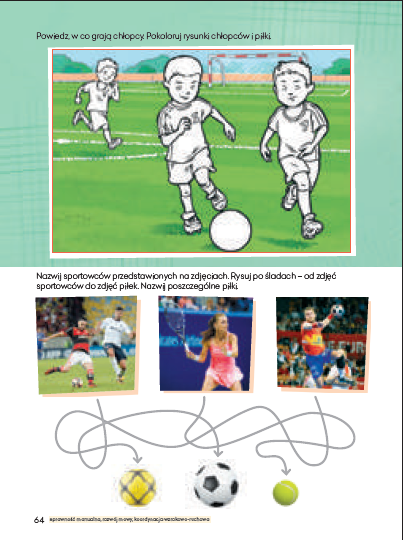 Powiedz, w co grają chłopcy. Pokoloruj rysunki chłopców i piłki.
Nazwij sportowców przedstawionych na zdjęciach. Rysuj po śladach – od zdjęć
sportowców do zdjęć piłek. Nazwij poszczególne piłki.
64 sprawność manualna, rozwój mowy, koordynacja wzrokowo-ruchowa